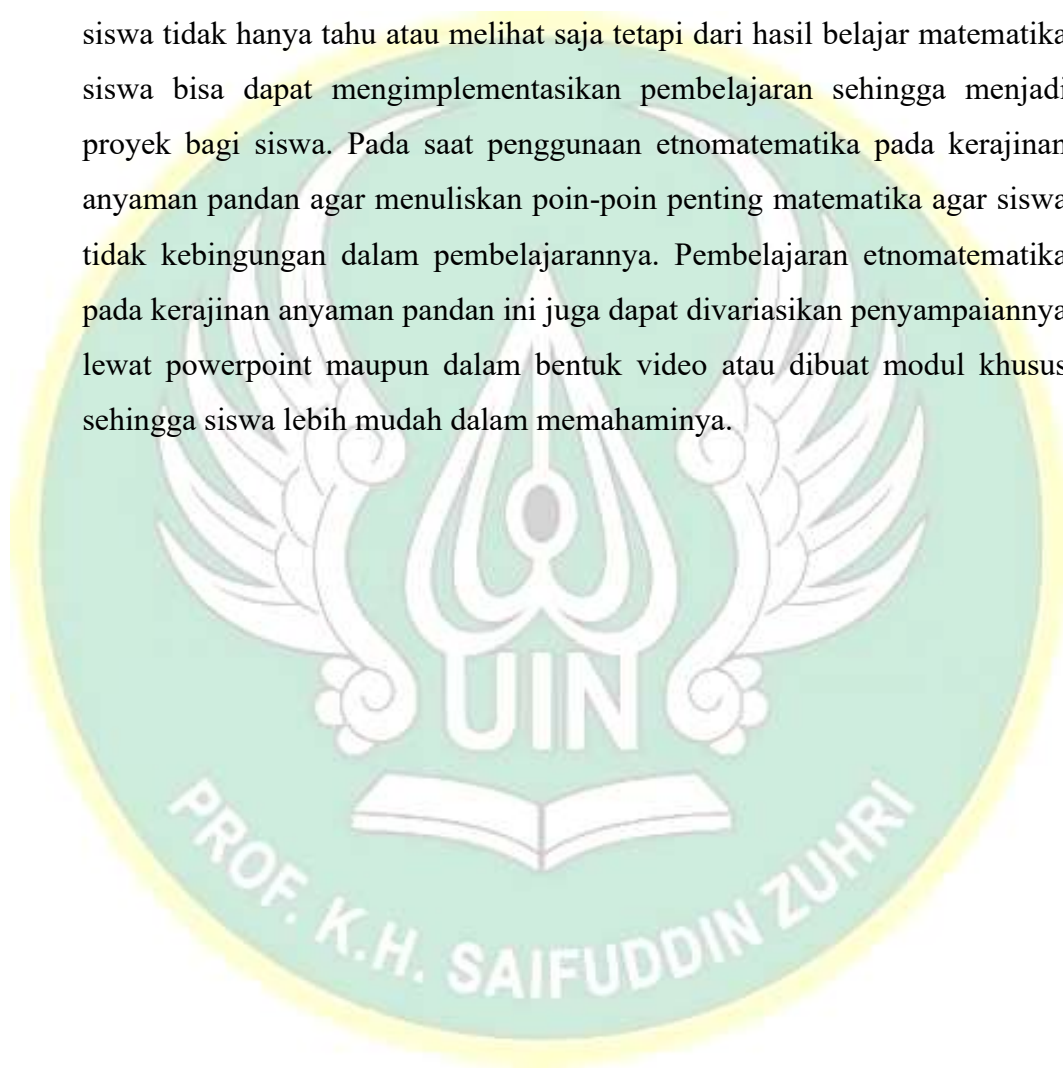 siswa tidak hanya tahu atau melihat saja tetapi dari hasil belajar matematika
siswa bisa dapat mengimplementasikan pembelajaran sehingga menjadi
proyek bagi siswa. Pada saat penggunaan etnomatematika pada kerajinan
anyaman pandan agar menuliskan poin-poin penting matematika agar siswa
tidak kebingungan dalam pembelajarannya. Pembelajaran etnomatematika
pada kerajinan anyaman pandan ini juga dapat divariasikan penyampaiannya
lewat powerpoint maupun dalam bentuk video atau dibuat modul khusus
sehingga siswa lebih mudah dalam memahaminya.
UIN
PROF. K.H. SAIFUDDIN ZUHRI